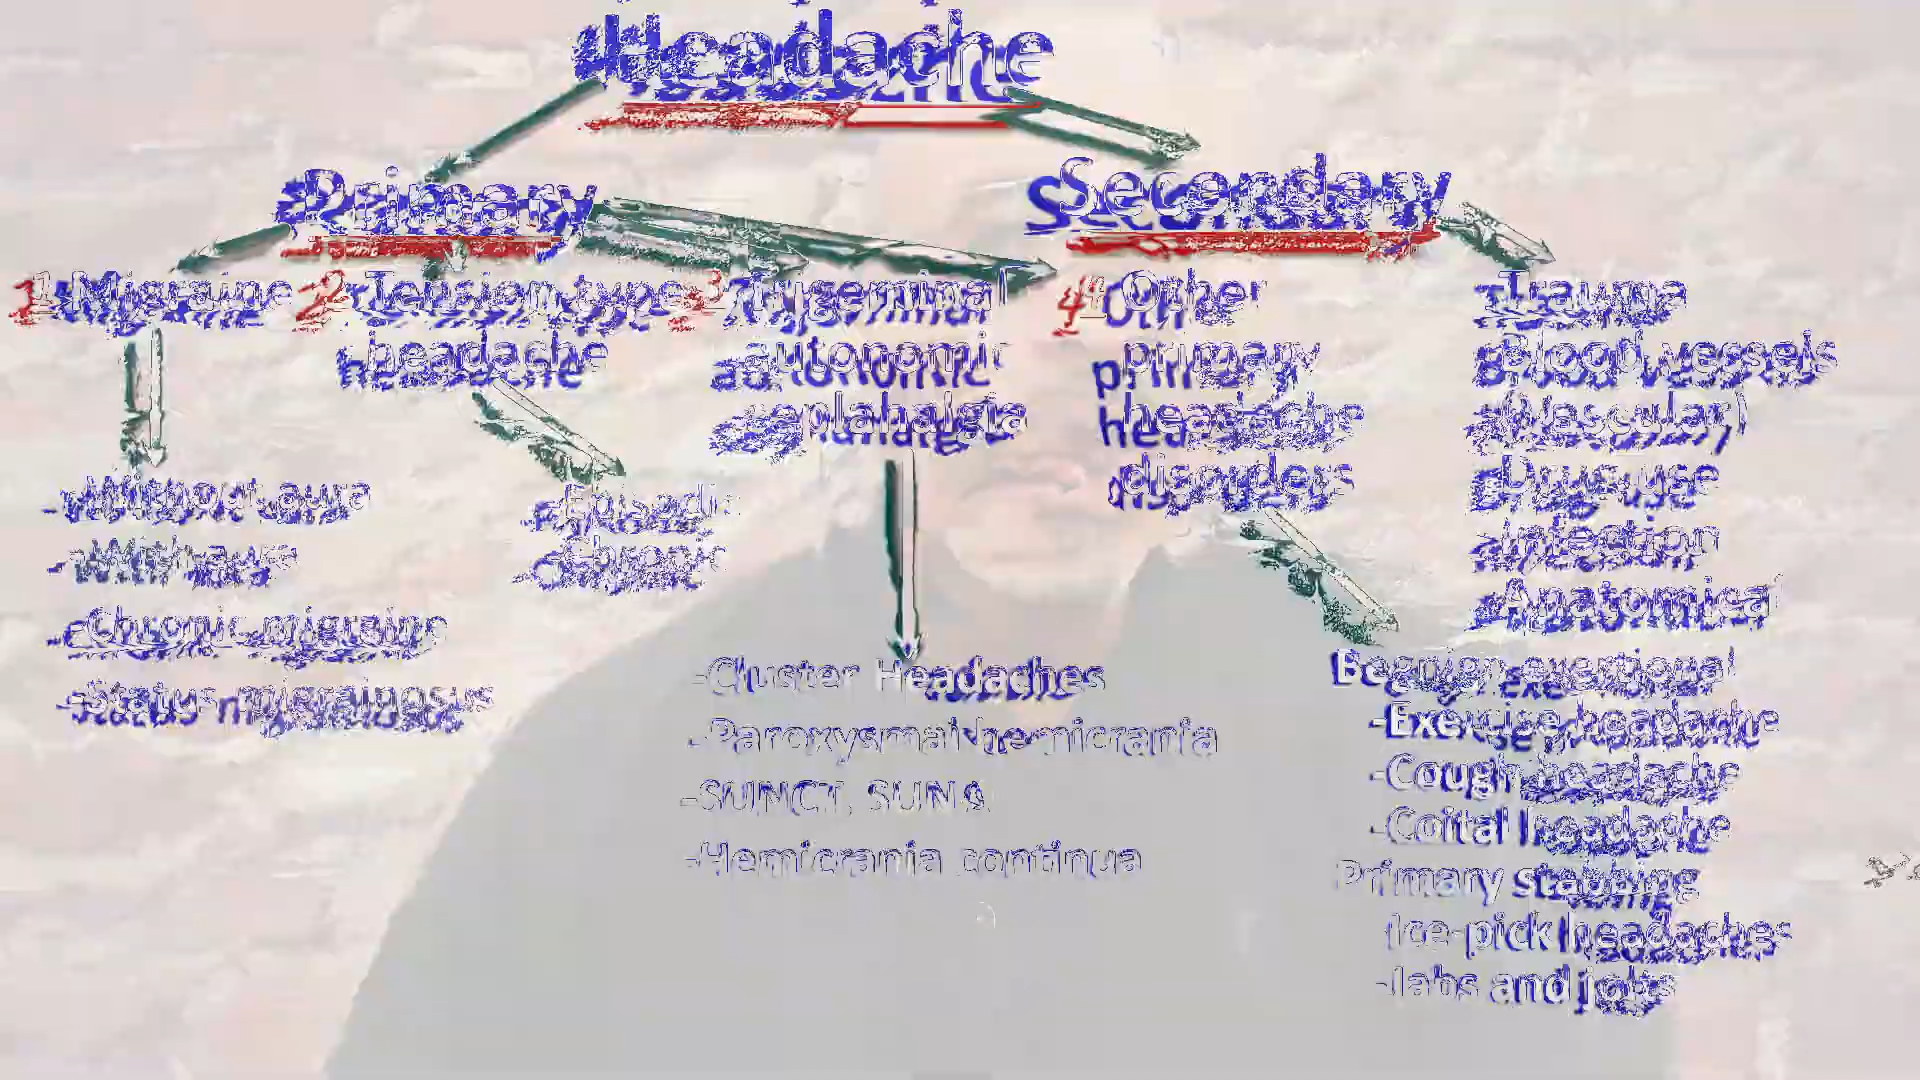 Headache
Primary
Secondary
1. Migraine
2. Tension type
headache
3. Trigeminal
autonomic
cephalalgia
4. Other
primary
headache
disorders
-Trauma
-Blood vessels
(Vascular)
-Drug use
-Infection
-Anatomical
-Without aura
-With aura
-Chronic migraine
-Status migrainosus
-Episodic
-Chronic
-Cluster Headaches
-Paroxysmal hemicrania
-SUNCT, SUNA
-Hemicrania continua
exertional
-Exercise headache
-Cough headache
-Coital headache
Primary stabbing
Ice-pick headaches
-Jabs and jolts